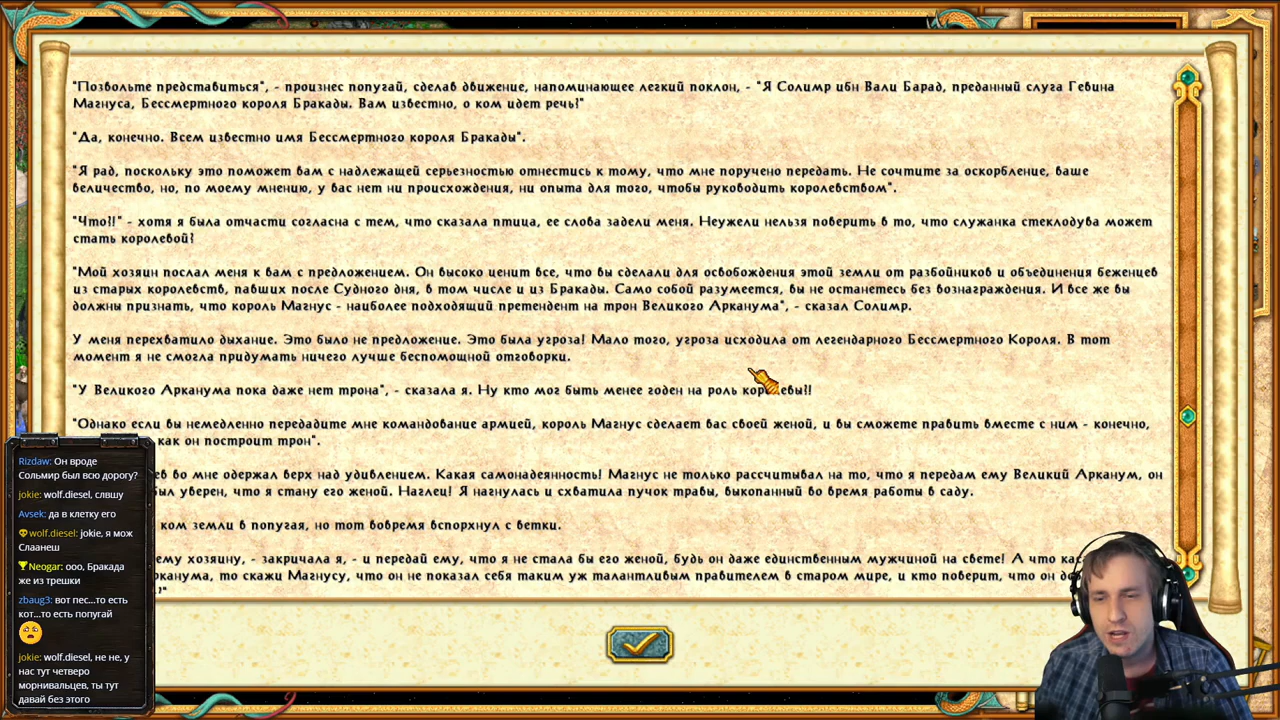 "Позвольте представиться", - произнес попугай, сделав движение, напоминающее легкий поклон, - "Я Солимр ибн Вали Барад, преданный слуга Гевина
Магнуса, Бессмертного короля Бракады. Вам известно, о ком идет речь?"
"Да, конечно. Всем известно имя Бессмертного короля Бракады".
"Я рад, поскольку это поможет вам с надлежащей серьезностью отнестись к тому, что мне поручено передать. Не сочтите за оскорбление, ваше
величество, но, по моему мнению, у вас нет ни происхождения, ни опыта для того, чтобы руководить королевством".
"Что?!" - хотя я была отчасти согласна с тем, что сказала птица, ее слова задели меня. Неужели нельзя поверить в то, что служанка стеклодува может
стать королевой?
"Мой хозяин послал меня к вам с предложением. Он высоко ценит все, что вы сделали для освобождения этой земли от разбойников и объединения беженцев
из старых королевств, павших после Судного дня, в том числе и из Бракады. Само собой разумеется, вы не останетесь без вознаграждения. И все же вы
должны признать, что король Магнус - наиболее подходящий претендент на трон Великого Арканума", - сказал Солимр.
У меня перехватило дыхание. Это было не предложение. Это была угроза! Мало того, угроза исходила от легендарного Бессмертного Короля. В тот
момент я не смогла придумать ничего лучше беспомощной отговорки.
"У Великого Арканума пока даже нет трона", - сказала я. Ну кто мог быть менее годен на роль королевы?!
"Однако если вы немедленно передадите мне командование армией, король Магнус сделает вас своей женой, и вы сможете править вместе с ним - конечно,
как он построит трон".
во мне одержал верх над удивлением. Какая самонадеянность! Магнус не только рассчитывал на то, что я передам ему Великий Арканум, он
был уверен, что я стану его женой. Наглец! Я нагнулась и схватила пучок травы, выкопанный во время работы в саду.
ком земли в попугая, но тот вовремя вспорхнул с ветки.
хозяину, - закричала я, - и передай ему, что я не стала бы его женой, будь он даже единственным мужчиной на свете! А что
то скажи Магнусу, что он не показал себя таким уж талантливым правителем в старом мире, и кто поверит, что он
Rizdaw: Он вроде
Сольмир был всю дорогу?
jokie: wolf.diesel, слвшу
Avsek: да в клетку его
wolf.diesel: jokie, я мож
Слаанеш
Neogar: ооо, Бракада
же из трешки
zbaug3: вот пес...то есть
кот...то есть попугай
jokie: wolf.diesel, не не, у
нас тут четверо
морнивальцев, ты тут
давай без этого